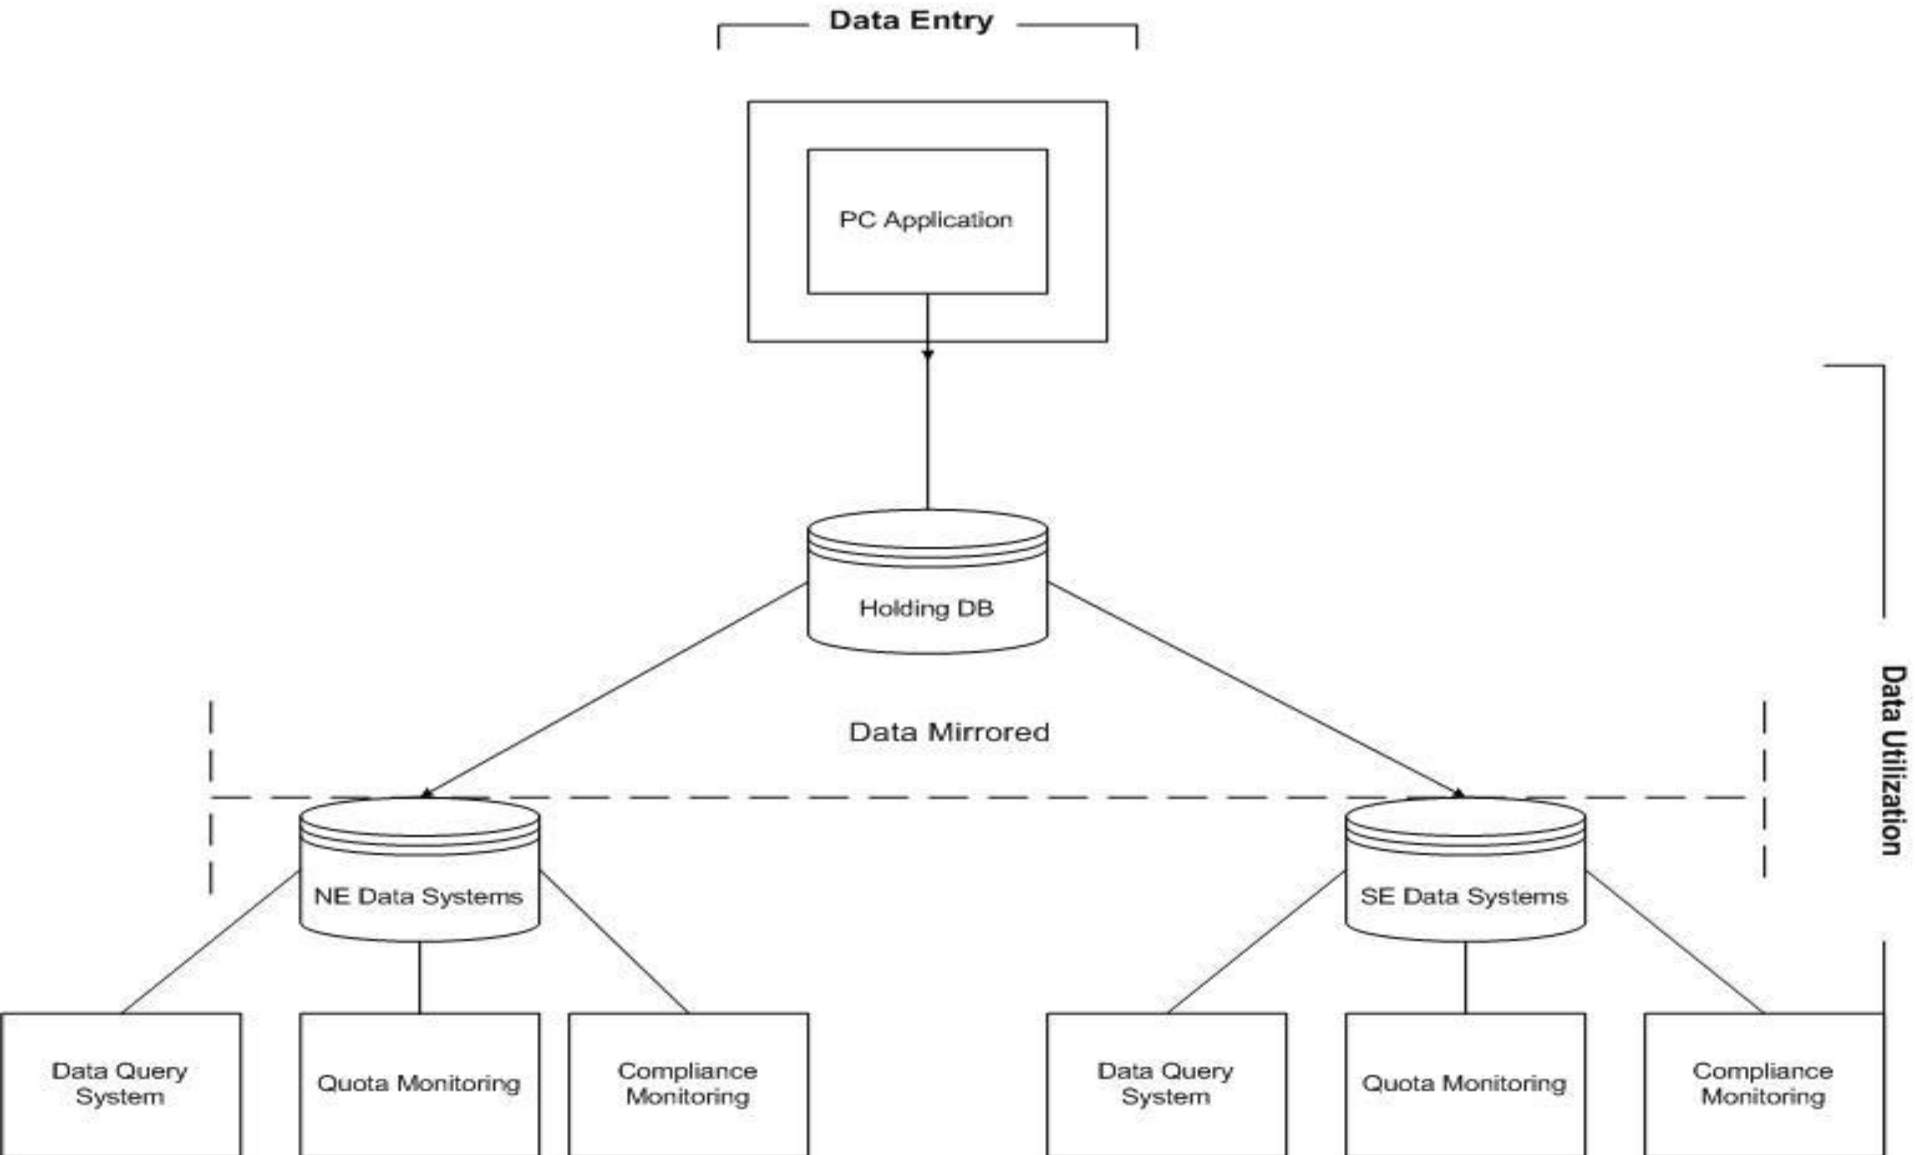 Data Entry
PC Application
Holding DB
Data Mirrored
Data Utilization
NE Data Systems
SE Data Systems
Data Query
System
Quota Monitoring
Compliance
Monitoring
Data Query
System
Quota Monitoring
Compliance
Monitoring